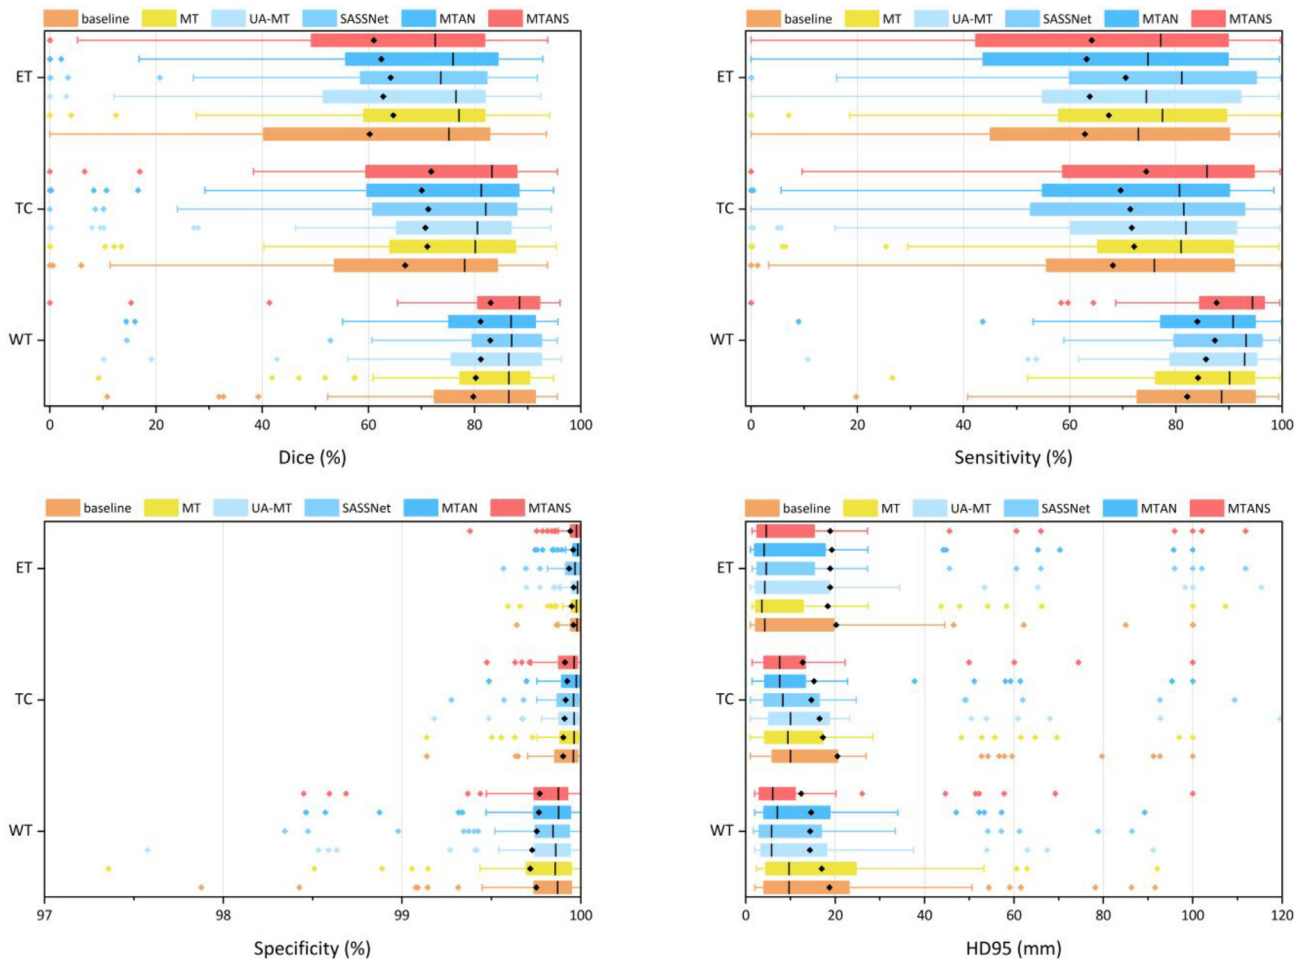 baseline MT UA-MT SASSNet MTAN MTANS
ET
TC
WT
0 20 40 60 80 100
Dice (%)
baseline MT UA-MT SASSNet MTAN MTANS
ET
TC
WT
0 20 40 60 80 100
Sensitivity (%)
baseline MT UA-MT SASSNet MTAN MTANS
ET
TC
WT
97 98 99 100
Specificity (%)
baseline MT UA-MT SASSNet MTAN MTANS
ET
TC
WT
0 20 40 60 80 100 120
HD95 (mm)